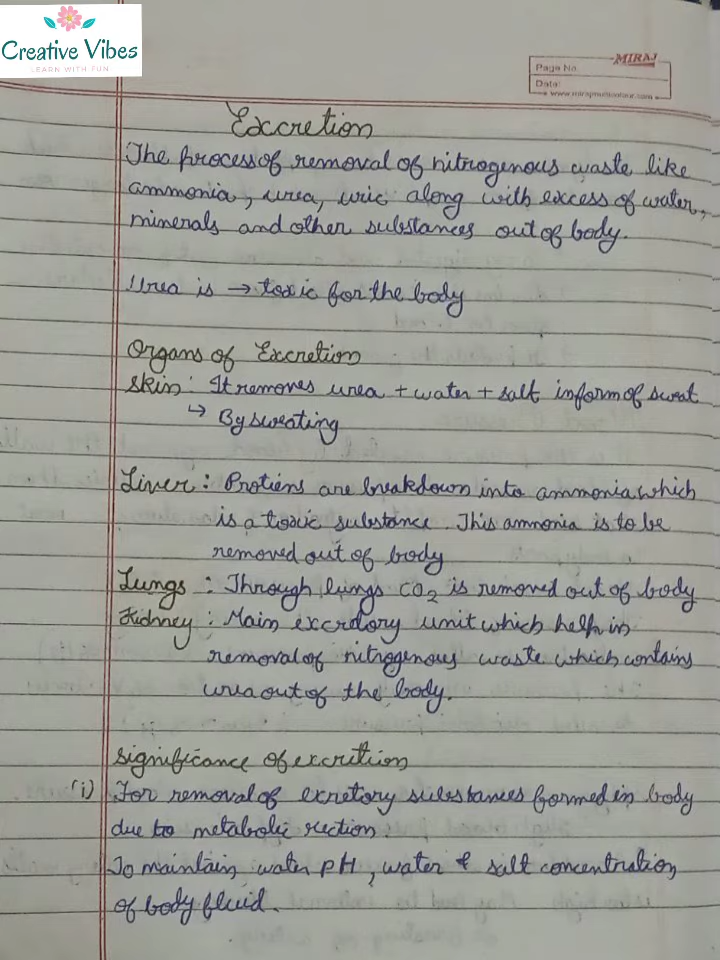 Creative Vibes
LEARN WITH FUN
MIRAJ
Page No.
Date:
Excretion
The process of removal of nitrogenous waste like
ammonia, urea, uric along with excess of water,
minerals and other substances out of body.
Urea is → toxic for the body
Organs of Excretion
Skin: It removes urea + water + salt inform of sweat
↳ By sweating
Liver: Protiens are breakdown into ammonia which
is a toxic substance. This amnonia is to be
removed out of body
Lungs : Through lungs CO₂ is removed out of body
Kidney : Main excrdory unit which help in
removal of nitrogenous waste which contains
urea out of the body.
Significance of excrition
(i) For removal of excretory substances formed in body
due to metabolic rection.
To maintain water pH, water & salt concentration
of body fluid.